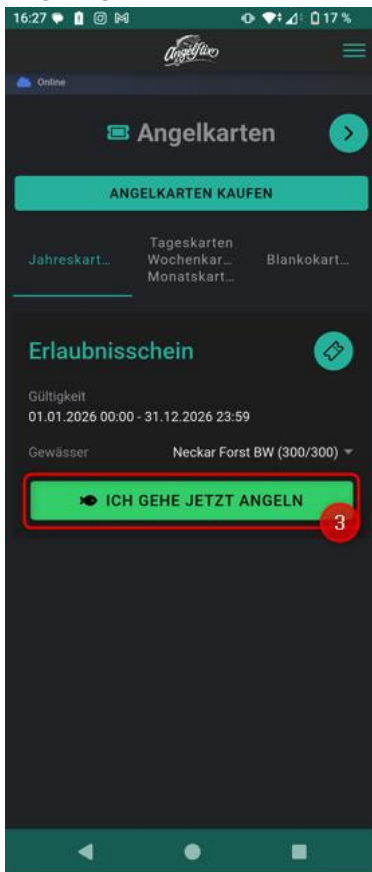 16:27 17 %
Angelfüxe
Online
Angelkarten
ANGELKARTEN KAUFEN
Jahreskart...
Tageskarten
Wochenkar...
Monatskart...
Blankokart...
Erlaubnisschein
Gültigkeit
01.01.2026 00:00 - 31.12.2026 23:59
Gewässer Neckar Forst BW (300/300)
ICH GEHE JETZT ANGELN
3